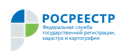 РОСРЕЕСТР
Федеральная служба
государственной регистрации,
кадастра и картографии